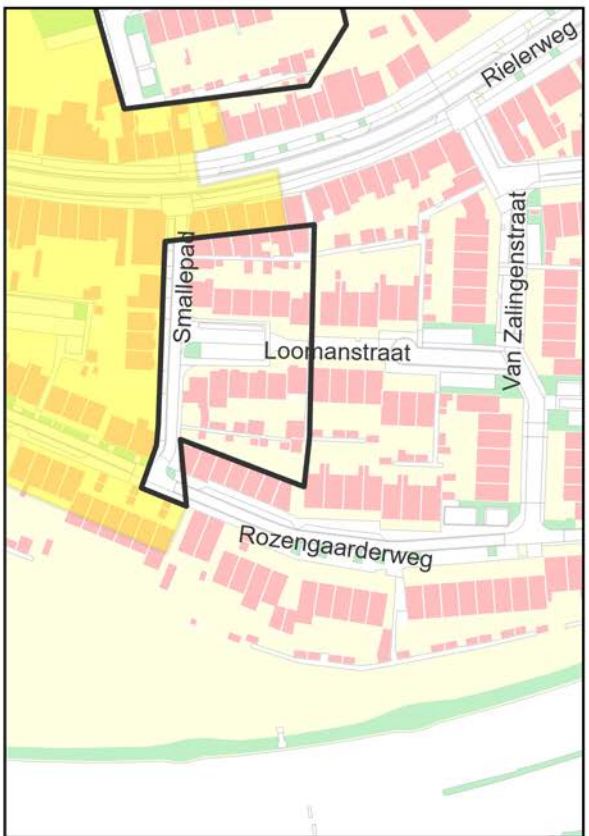 Rielerweg
Smallepad
Van Zalingenstraat
Loomanstraat
Rozengaarderweg